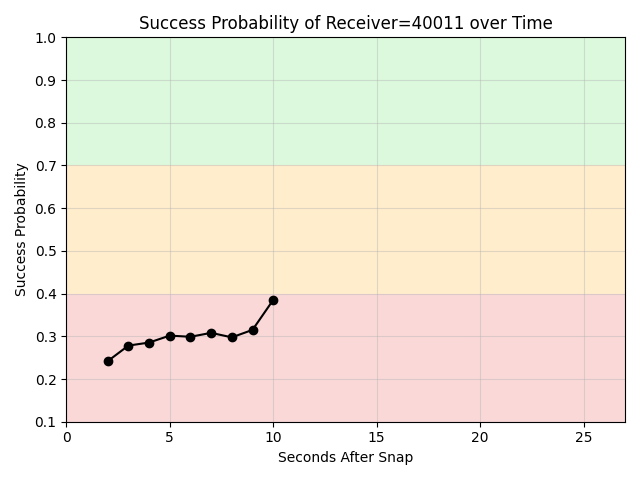 Success Probability of Receiver=40011 over Time
1.0
0.9
0.8
0.7
0.6
0.5
0.4
0.3
0.2
0.1
Success Probability
0 5 10 15 20 25
Seconds After Snap